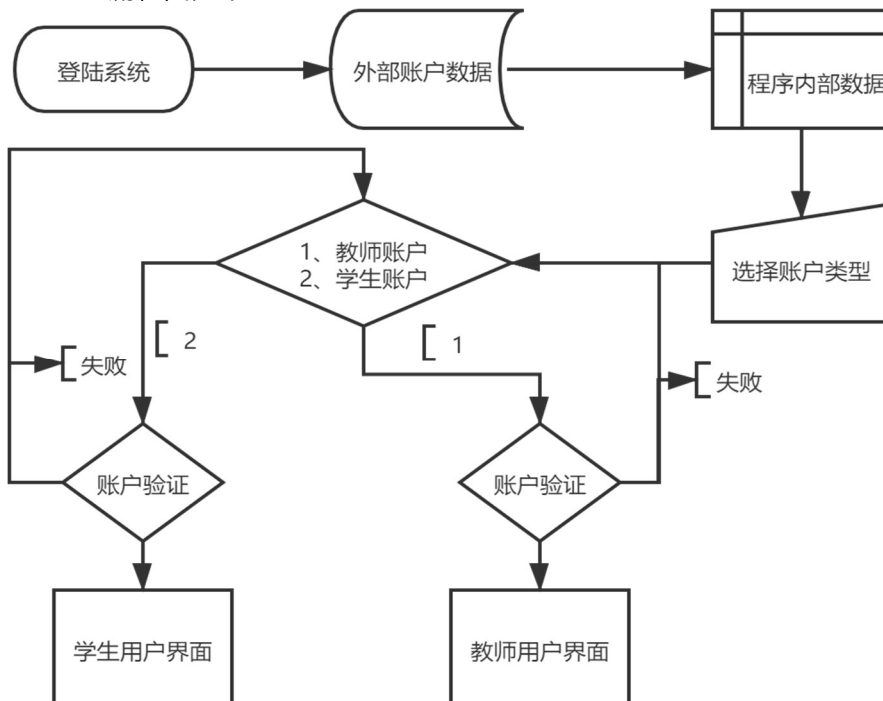 登陆系统
外部账户数据
程序内部数据
1、教师账户
2、学生账户
选择账户类型
2
1
失败
失败
账户验证
账户验证
学生用户界面
教师用户界面